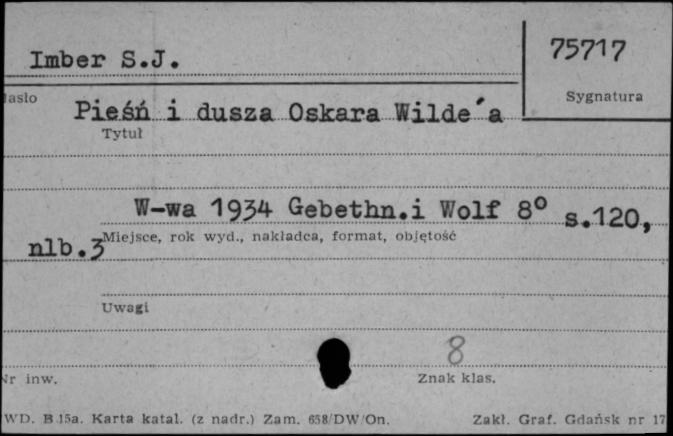 Imber S.J.
75717
Hasło
Sygnatura
Pieśń i dusza Oskara Wilde´a
Tytuł
W-wa 1934 Gebethn.i Wolf 8° s.120,
nlb.3
Miejsce, rok wyd., nakładca, format, objętość
Uwagi
8
Nr inw.
Znak klas.
WD. B.15a. Karta katal. (z nadr.) Zam. 658/DW/On.
Zakł. Graf. Gdańsk nr 17